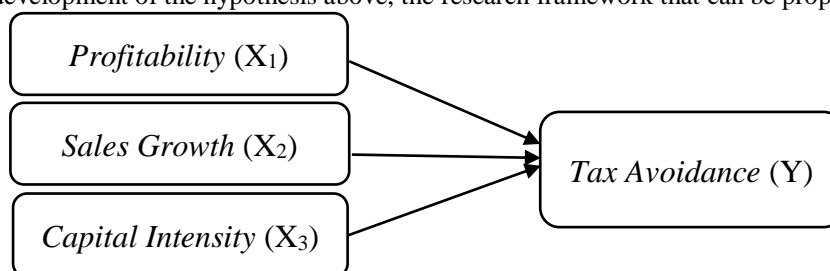 development of the hypothesis above, the research framework that can be prop
Profitability (X₁)
Sales Growth (X₂)
Tax Avoidance (Y)
Capital Intensity (X₃)